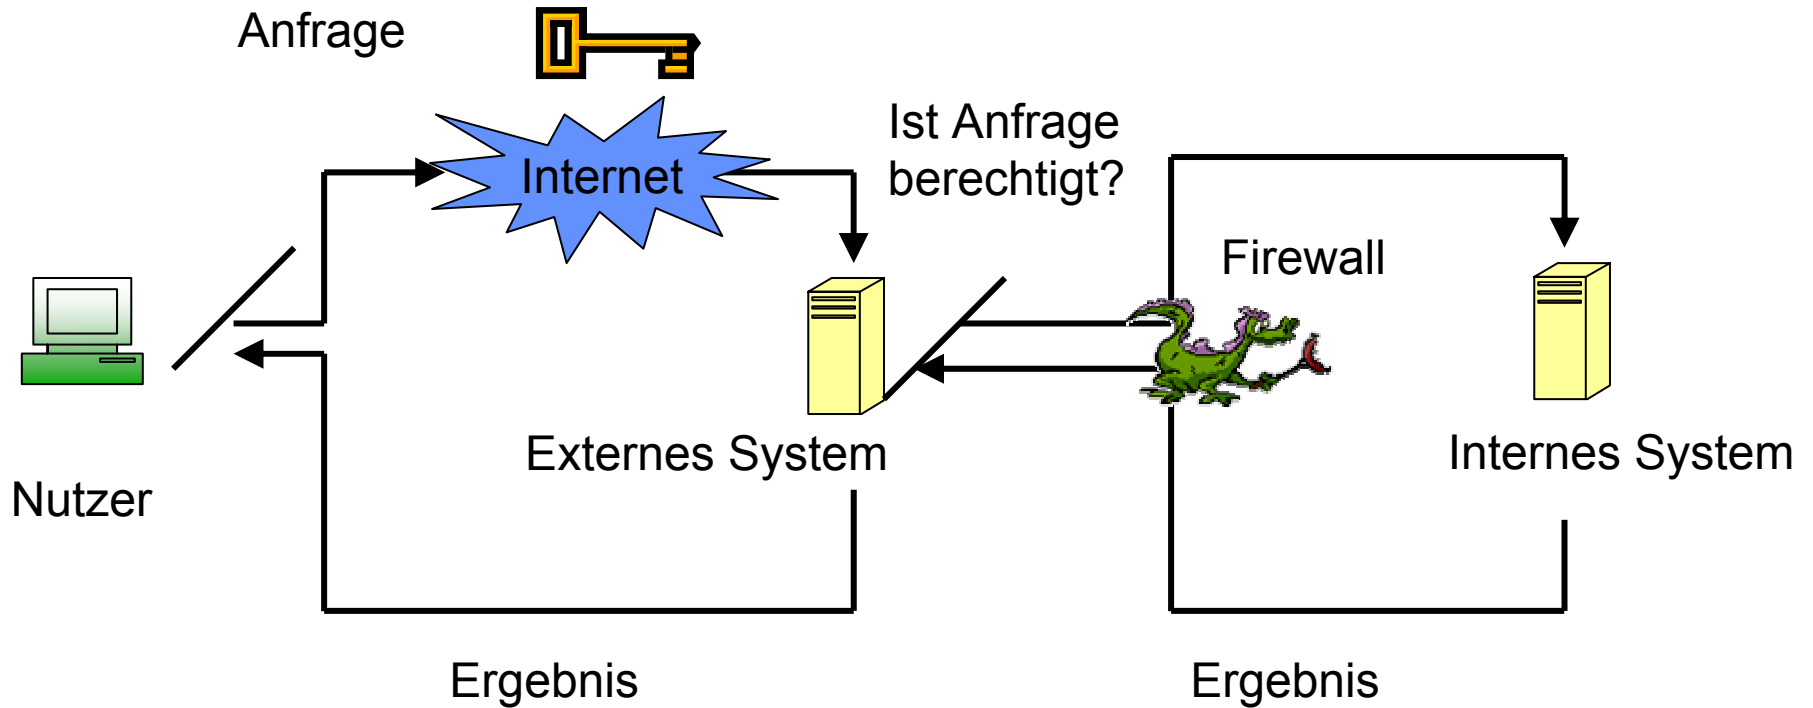 Anfrage
Internet
Ist Anfrage
berechtigt?
Firewall
Externes System
Internes System
Nutzer
Ergebnis
Ergebnis